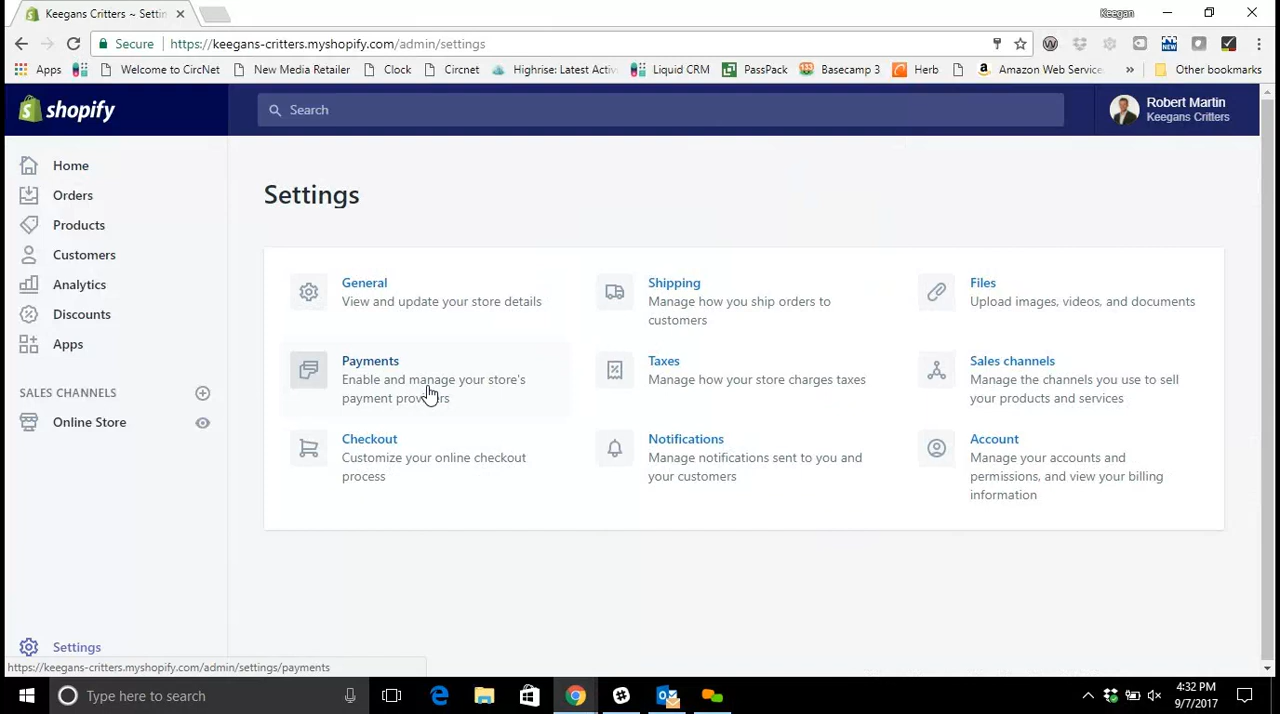 Keegans Critters ~ Settin
Keegan
Secure
https://keegans-critters.myshopify.com/admin/settings
Apps
Welcome to CircNet
New Media Retailer
Clock
Circnet
Highrise: Latest Activ
Liquid CRM
PassPack
Basecamp 3
Herb
Amazon Web Service
»
Other bookmarks
shopify
Search
Robert Martin
Keegans Critters
Home
Orders
Products
Customers
Analytics
Discounts
Apps
SALES CHANNELS
Online Store
Settings
Settings
General
View and update your store details
Shipping
Manage how you ship orders to
customers
Files
Upload images, videos, and documents
Payments
Enable and manage your store's
payment providers
Taxes
Manage how your store charges taxes
Sales channels
Manage the channels you use to sell
your products and services
Checkout
Customize your online checkout
process
Notifications
Manage notifications sent to you and
your customers
Account
Manage your accounts and
permissions, and view your billing
information
https://keegans-critters.myshopify.com/admin/settings/payments
Type here to search
4:32 PM
9/7/2017